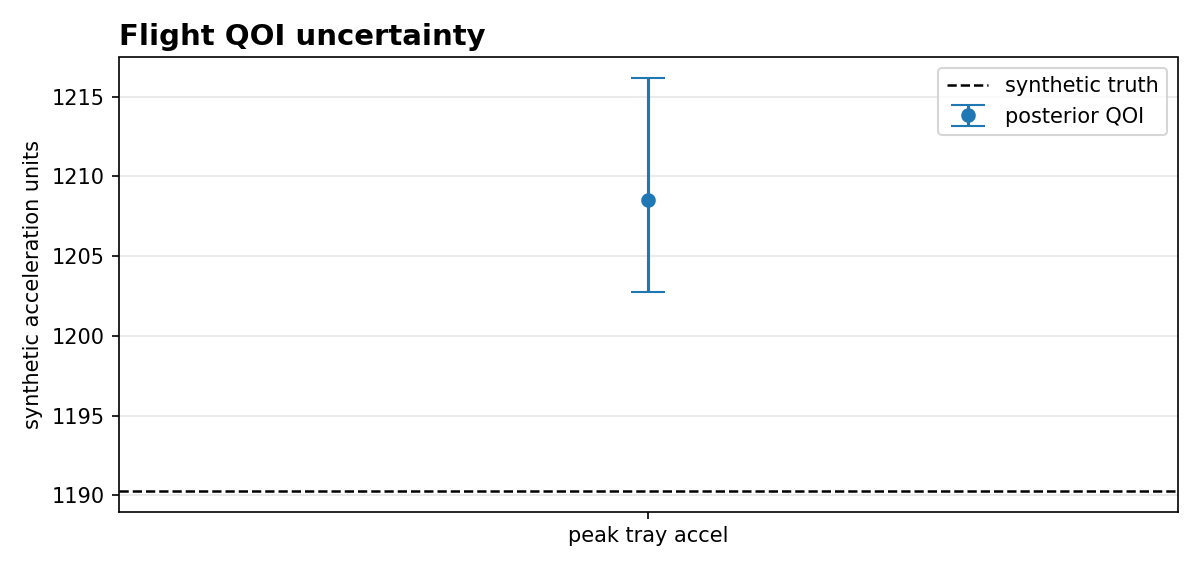 Flight QOI uncertainty
synthetic truth
posterior QOI
synthetic acceleration units
1215
1210
1205
1200
1195
1190
peak tray accel